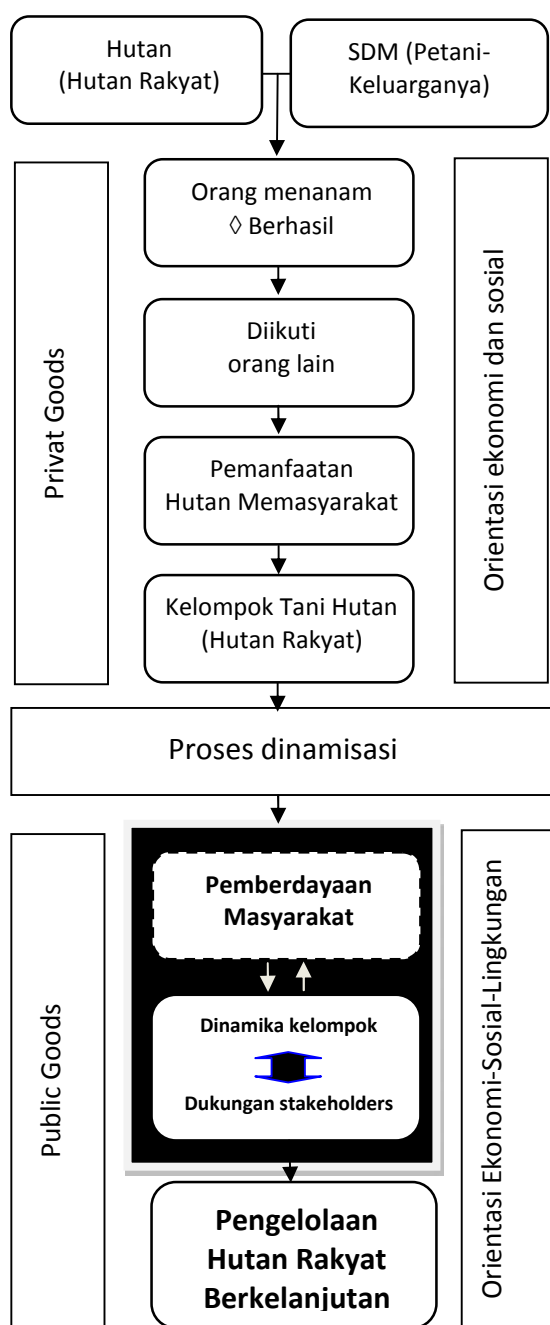 Hutan
(Hutan Rakyat)
SDM (Petani-
Keluarganya)
Privat Goods
Orang menanam
◊ Berhasil
Diikuti
orang lain
Pemanfaatan
Hutan Memasyarakat
Kelompok Tani Hutan
(Hutan Rakyat)
Orientasi ekonomi dan sosial
Proses dinamisasi
Public Goods
Pemberdayaan
Masyarakat
Dinamika kelompok
Dukungan stakeholders
Pengelolaan
Hutan Rakyat
Berkelanjutan
Orientasi Ekonomi-Sosial-Lingkungan